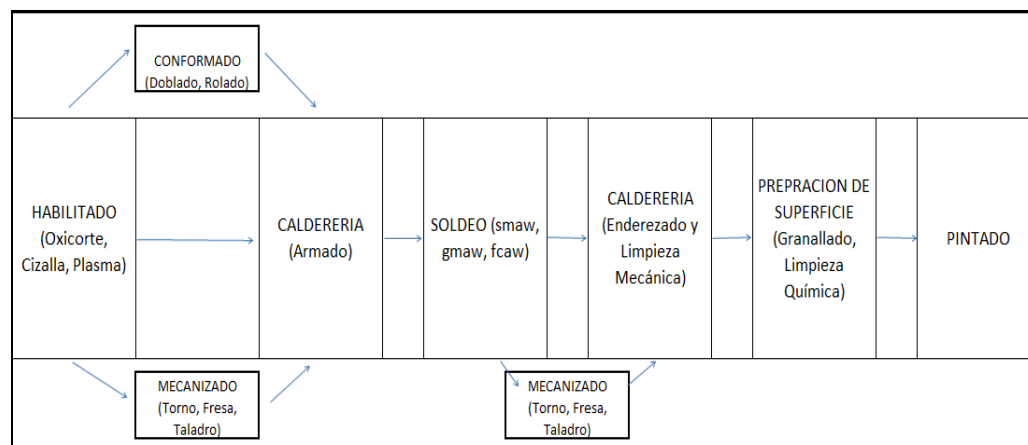 CONFORMADO
(Doblado, Rolado)
HABILITADO
(Oxicorte,
Cizalla, Plasma)
CALDERERIA
(Armado)
SOLDEO (smaw,
gmaw, fcaw)
CALDERERIA
(Enderezado y
Limpieza
Mecánica)
PREPRACION DE
SUPERFICIE
(Granallado,
Limpieza
Química)
PINTADO
MECANIZADO
(Torno, Fresa,
Taladro)
MECANIZADO
(Torno, Fresa,
Taladro)